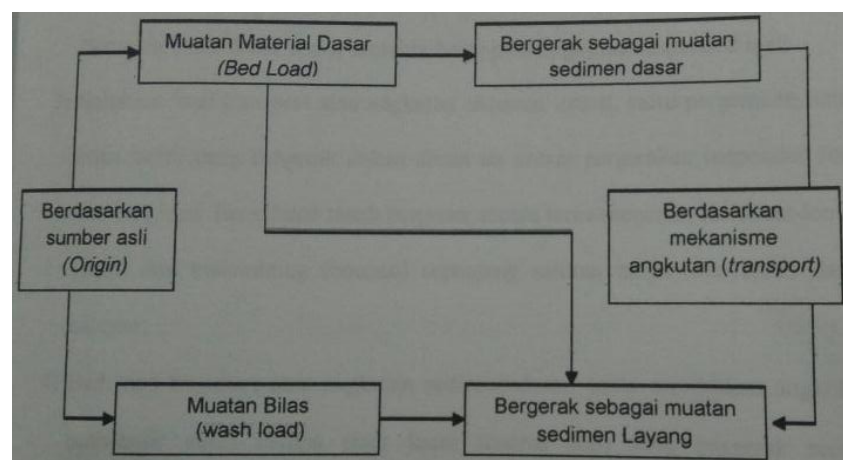 Muatan Material Dasar
(Bed Load)
Bergerak sebagai muatan
sedimen dasar
Berdasarkan
sumber asli
(Origin)
Berdasarkan
mekanisme
angkutan (transport)
Muatan Bilas
(wash load)
Bergerak sebagai muatan
sedimen Layang